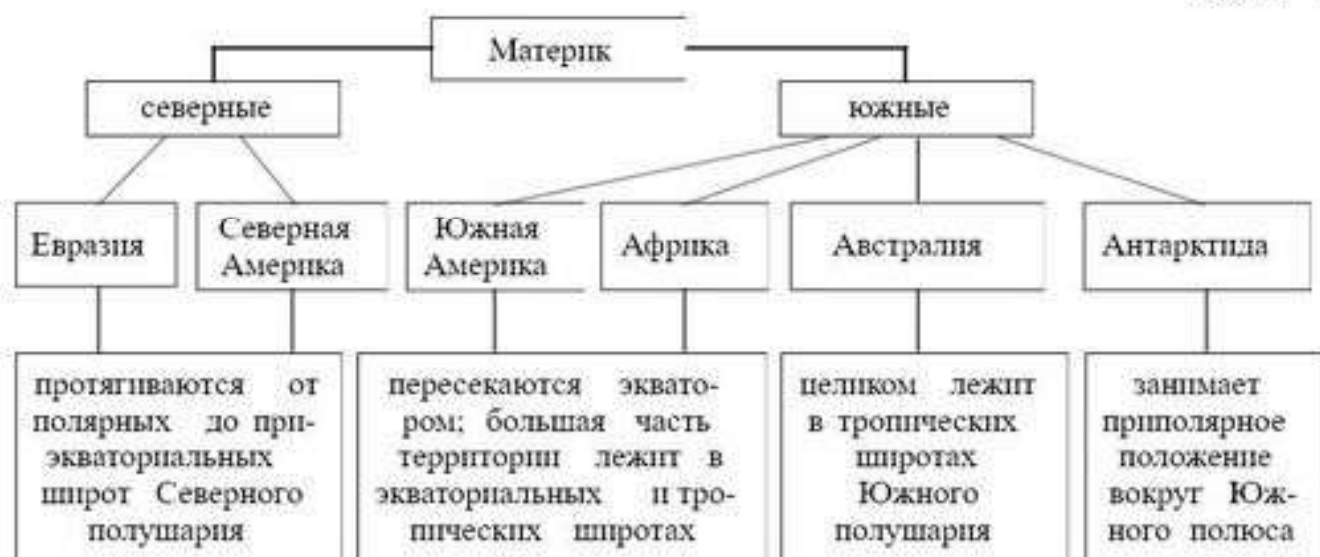 Материк
северные
южные
Евразия
Северная
Америка
Южная
Америка
Африка
Австралия
Антарктида
протягиваются от
полярных до при-
экваториальных
широт Северного
полушария
пересекаются эквато-
ром; большая часть
территории лежит в
экваториальных и тро-
пических широтах
целиком лежит
в тропических
широтах
Южного
полушария
занимает
приполярное
положение
вокруг Юж-
ного полюса